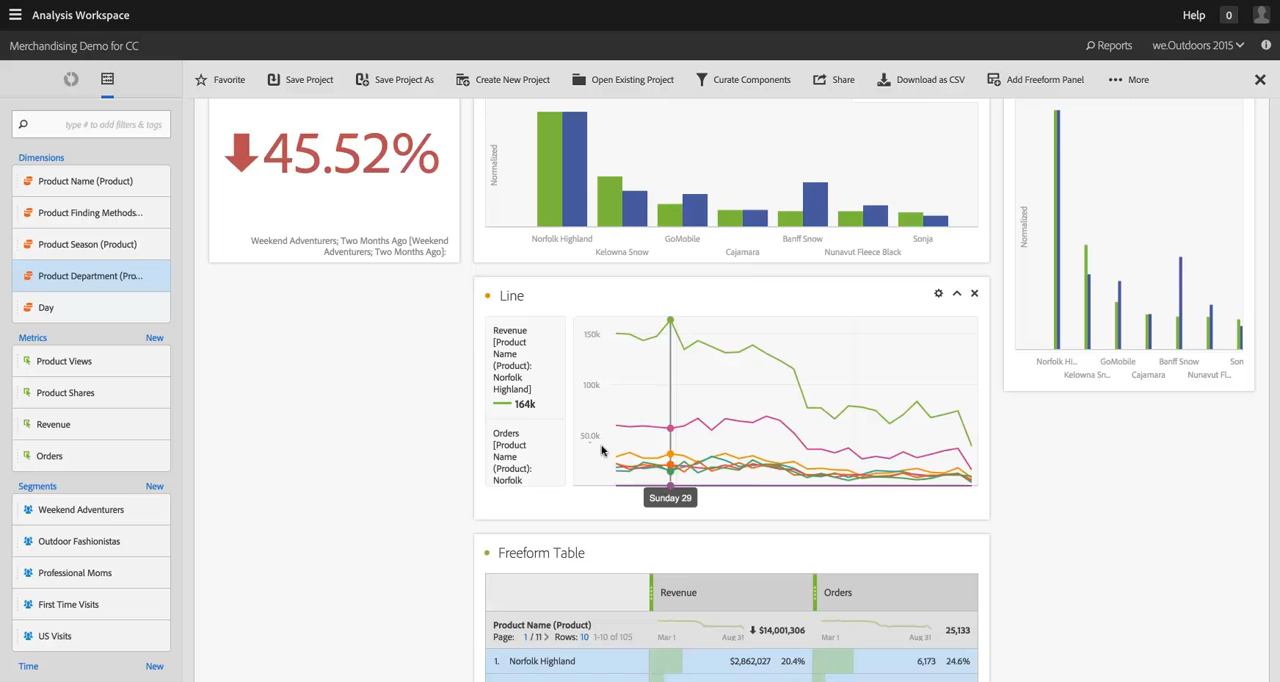 Analysis Workspace
Help
0
Merchandising Demo for CC
Reports
we.Outdoors 2015
Favorite
Save Project
Save Project As
Create New Project
Open Existing Project
Curate Components
Share
Download as CSV
Add Freeform Panel
More
type # to add filters & tags
Dimensions
Product Name (Product)
Product Finding Methods...
Product Season (Product)
Product Department (Pro...
Day
Metrics
New
Product Views
Product Shares
Revenue
Orders
Segments
New
Weekend Adventurers
Outdoor Fashionistas
Professional Moms
First Time Visits
US Visits
Time
New
45.52%
Weekend Adventurers; Two Months Ago [Weekend
Adventurers; Two Months Ago]:
Normalized
Norfolk Highland
Kelowna Snow
GoMobile
Cajamara
Banff Snow
Nunavut Fleece Black
Sonja
Line
Revenue
[Product
Name
(Product):
Norfolk
Highland]
164k
Orders
[Product
Name
(Product):
Norfolk
150k
100k
50.0k
Sunday 29
Normalized
Norfolk Hi...
Kelowna Sn...
GoMobile
Cajamara
Banff Snow
Nunavut Fl...
Son
Freeform Table
Revenue
Orders
Product Name (Product)
Page: 1 / 11 > Rows: 10 1-10 of 105
Mar 1
Aug 31
$14,001,306
Mar 1
Aug 31
25,133
1. Norfolk Highland
$2,862,027 20.4%
6,173 24.6%